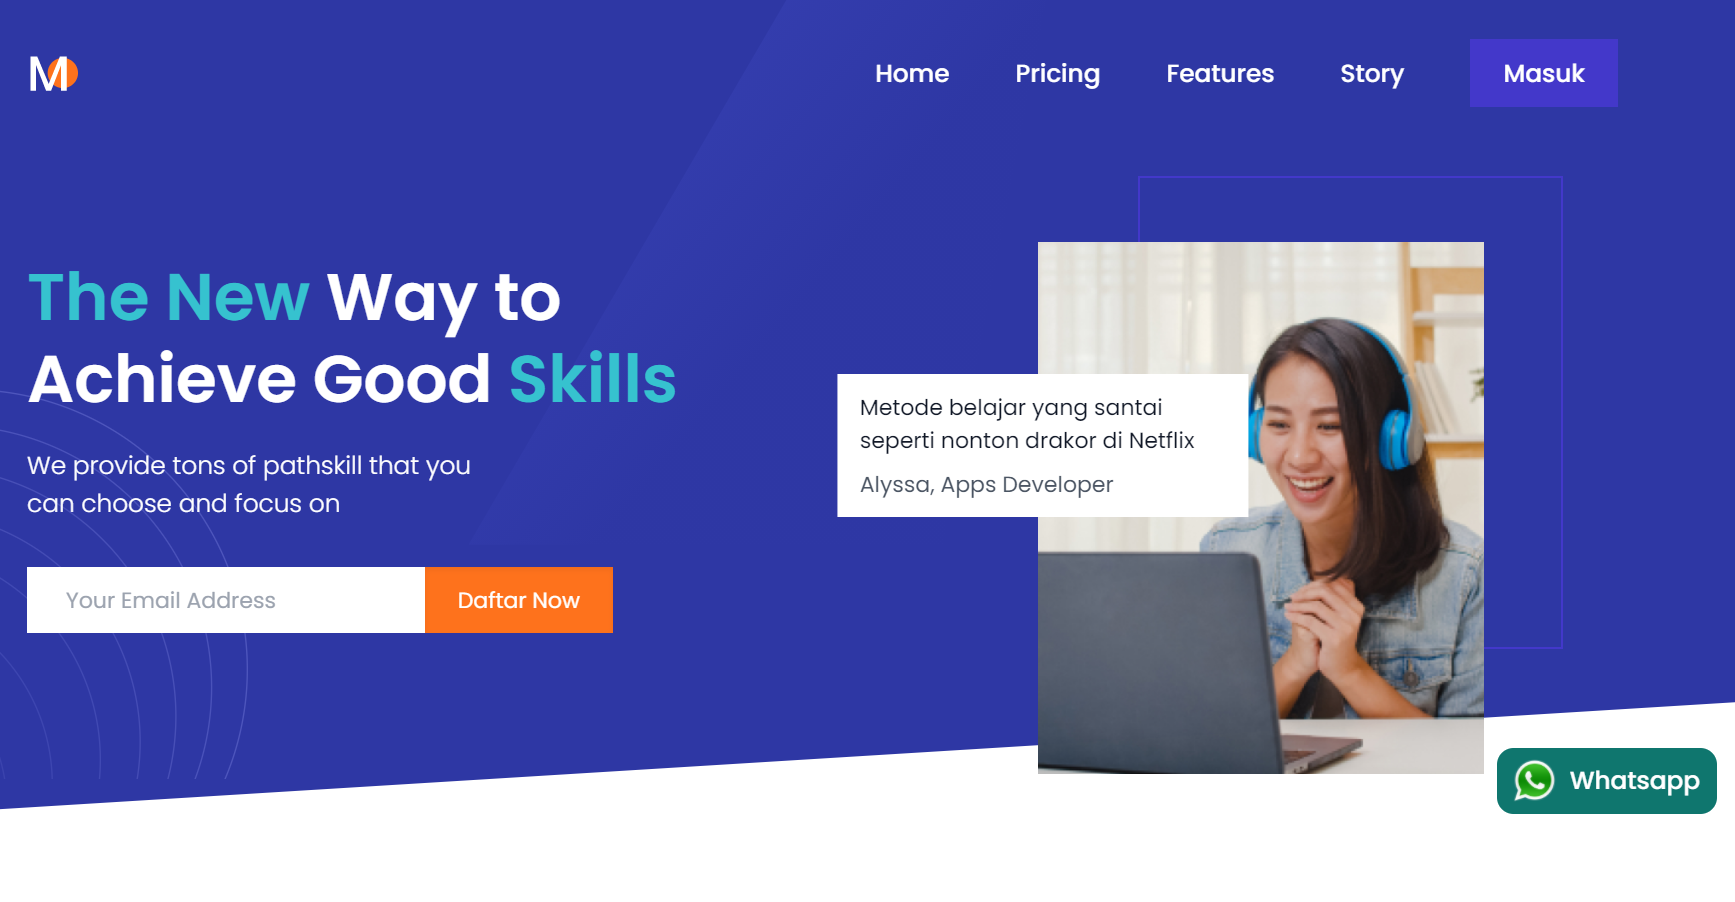 M
Home
Pricing
Features
Story
Masuk
The New Way to
Achieve Good Skills
We provide tons of pathskill that you
can choose and focus on
Your Email Address
Daftar Now
Metode belajar yang santai
seperti nonton drakor di Netflix
Alyssa, Apps Developer
Whatsapp